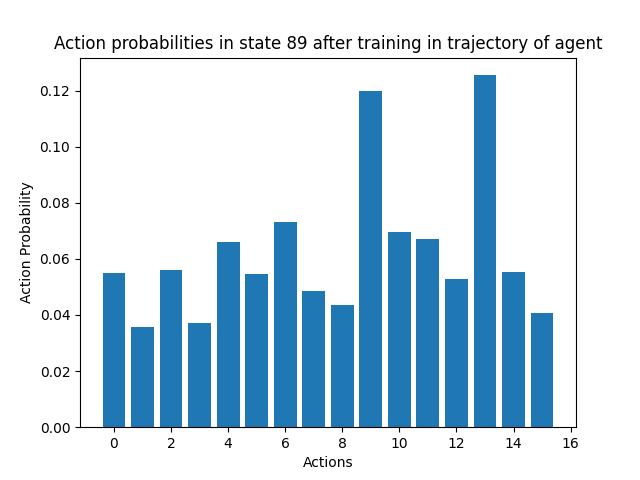 Action probabilities in state 89 after training in trajectory of agent
0.12
0.10
0.08
0.06
0.04
0.02
0.00
Action Probability
0 2 4 6 8 10 12 14 16
Actions